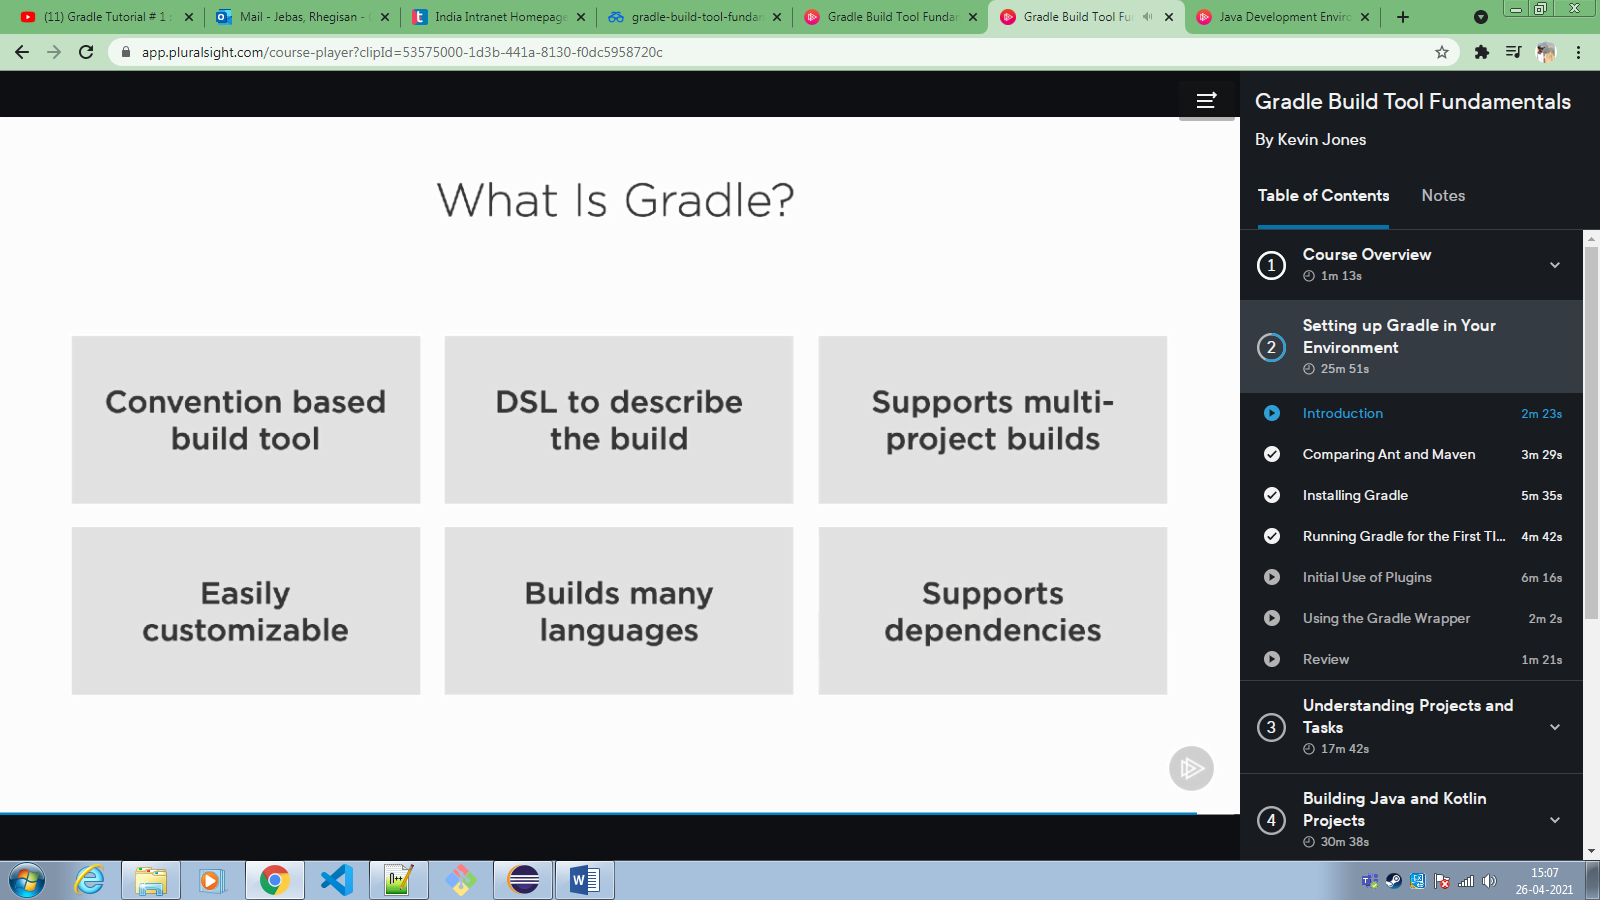 (11) Gradle Tutorial # 1
Mail - Jebas, Rhegisan -
India Intranet Homepage
gradle-build-tool-fundan
Gradle Build Tool Fundar
Gradle Build Tool Fu
Java Development Enviro
app.pluralsight.com/course-player?clipId=53575000-1d3b-441a-8130-f0dc5958720c
What Is Gradle?
Convention based
build tool
DSL to describe
the build
Supports multi-
project builds
Easily
customizable
Builds many
languages
Supports
dependencies
Gradle Build Tool Fundamentals
By Kevin Jones
Table of Contents
Notes
1
Course Overview
1m 13s
2
Setting up Gradle in Your
Environment
25m 51s
Introduction 2m 23s
Comparing Ant and Maven 3m 29s
Installing Gradle 5m 35s
Running Gradle for the First TI... 4m 42s
Initial Use of Plugins 6m 16s
Using the Gradle Wrapper 2m 2s
Review 1m 21s
3
Understanding Projects and
Tasks
17m 42s
4
Building Java and Kotlin
Projects
30m 38s
15:07
26-04-2021